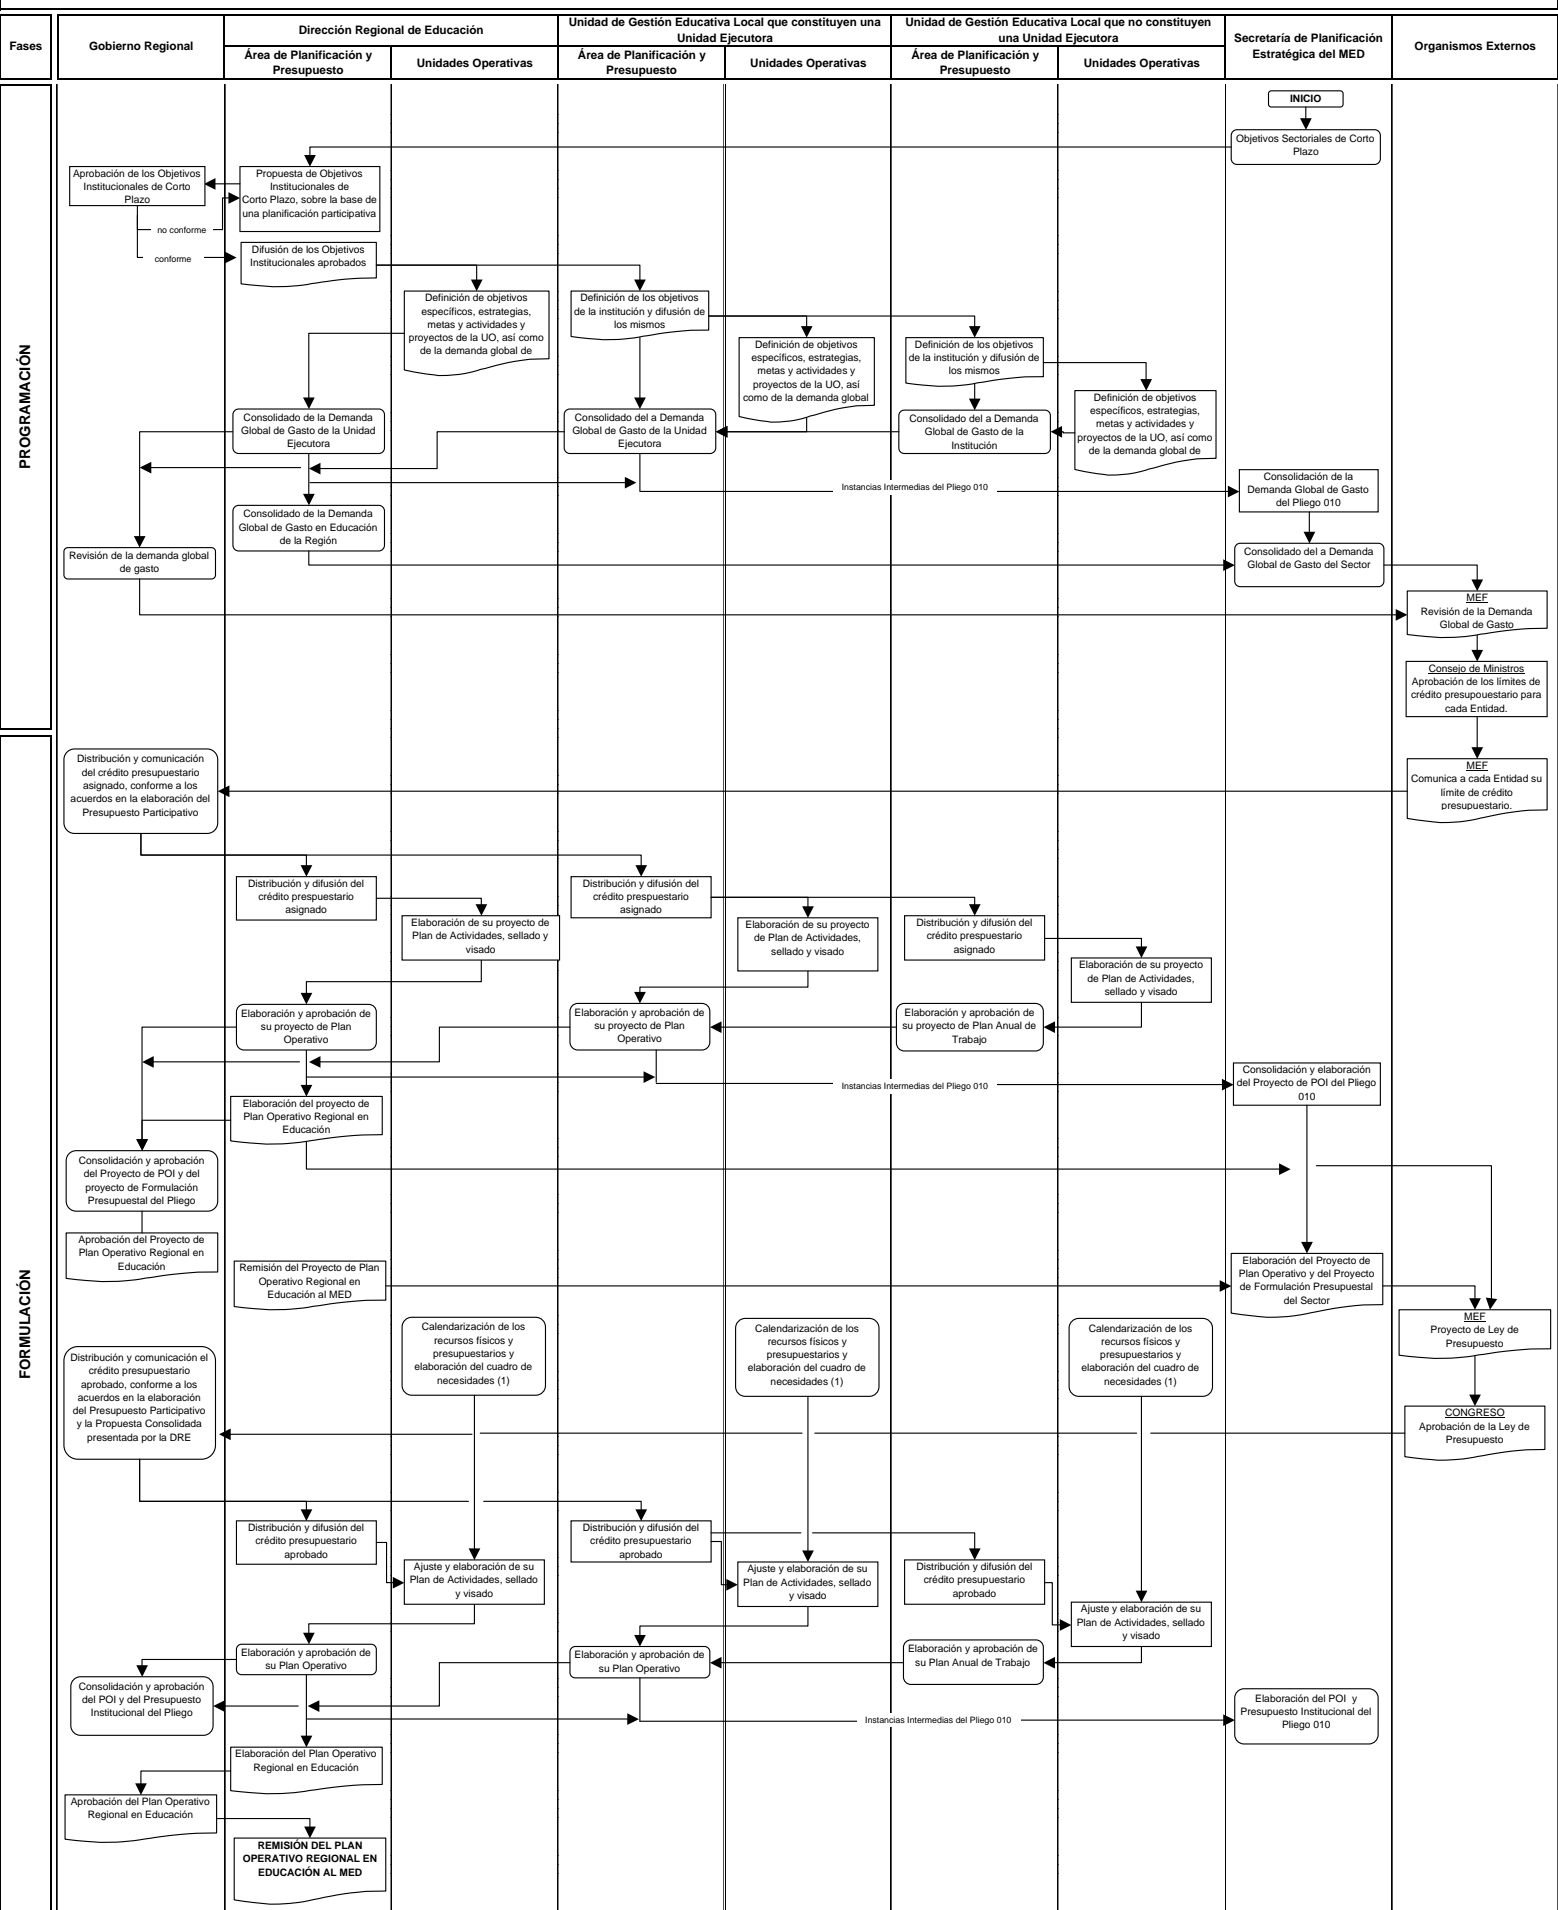 Fases
Gobierno Regional
Dirección Regional de Educación
Unidad de Gestión Educativa Local que constituyen una
Unidad Ejecutora
Unidad de Gestión Educativa Local que no constituyen
una Unidad Ejecutora
Secretaría de Planificación
Estratégica del MED
Organismos Externos
Área de Planificación y
Presupuesto
Unidades Operativas
Área de Planificación y
Presupuesto
Unidades Operativas
Área de Planificación y
Presupuesto
Unidades Operativas
PROGRAMACIÓN
INICIO
Objetivos Sectoriales de Corto
Plazo
Aprobación de los Objetivos
Institucionales de Corto
Plazo
Propuesta de Objetivos
Institucionales de
Corto Plazo, sobre la base de
una planificación participativa
no conforme
conforme
Difusión de los Objetivos
Institucionales aprobados
Definición de objetivos
específicos, estrategias,
metas y actividades y
proyectos de la UO, así como
de la demanda global de
Definición de los objetivos
de la institución y difusión de
los mismos
Definición de objetivos
específicos, estrategias,
metas y actividades y
proyectos de la UO, así
como de la demanda global
Definición de los objetivos
de la institución y difusión de
los mismos
Definición de objetivos
específicos, estrategias,
metas y actividades y
proyectos de la UO, así como
de la demanda global de
Consolidado de la Demanda
Global de Gasto de la Unidad
Ejecutora
Consolidado del a Demanda
Global de Gasto de la Unidad
Ejecutora
Consolidado del a Demanda
Global de Gasto de la
Institución
Instancias Intermedias del Pliego 010
Consolidación de la
Demanda Global de Gasto
del Pliego 010
Consolidado de la Demanda
Global de Gasto en Educación
de la Región
Revisión de la demanda global
de gasto
Consolidado del a Demanda
Global de Gasto del Sector
MEF
Revisión de la Demanda
Global de Gasto
Consejo de Ministros
Aprobación de los límites de
crédito presupouestario para
cada Entidad.
FORMULACIÓN
Distribución y comunicación
del crédito presupuestario
asignado, conforme a los
acuerdos en la elaboración del
Presupuesto Participativo
MEF
Comunica a cada Entidad su
límite de crédito
presupuestario.
Distribución y difusión del
crédito prespuestario
asignado
Distribución y difusión del
crédito prespuestario
asignado
Elaboración de su proyecto de
Plan de Actividades, sellado y
visado
Elaboración de su proyecto
de Plan de Actividades,
sellado y visado
Distribución y difusión del
crédito prespuestario
asignado
Elaboración de su proyecto
de Plan de Actividades,
sellado y visado
Elaboración y aprobación de
su proyecto de Plan
Operativo
Elaboración y aprobación de
su proyecto de Plan
Operativo
Elaboración y aprobación de
su proyecto de Plan Anual de
Trabajo
Instancias Intermedias del Pliego 010
Consolidación y elaboración
del Proyecto de POI del Pliego
010
Elaboración del proyecto de
Plan Operativo Regional en
Educación
Consolidación y aprobación
del Proyecto de POI y del
proyecto de Formulación
Presupuestal del Pliego
Aprobación del Proyecto de
Plan Operativo Regional en
Educación
Remisión del Proyecto de Plan
Operativo Regional en
Educación al MED
Elaboración del Proyecto de
Plan Operativo y del Proyecto
de Formulación Presupuestal
del Sector
MEF
Proyecto de Ley de
Presupuesto
Calendarización de los
recursos físicos y
presupuestarios y
elaboración del cuadro de
necesidades (1)
Calendarización de los
recursos físicos y
presupuestarios y
elaboración del cuadro de
necesidades (1)
Calendarización de los
recursos físicos y
presupuestarios y
elaboración del cuadro de
necesidades (1)
Distribución y comunicación el
crédito presupuestario
aprobado, conforme a los
acuerdos en la elaboración
del Presupuesto Participativo
y la Propuesta Consolidada
presentada por la DRE
CONGRESO
Aprobación de la Ley de
Presupuesto
Distribución y difusión del
crédito presupuestario
aprobado
Distribución y difusión del
crédito presupuestario
aprobado
Ajuste y elaboración de su
Plan de Actividades, sellado
y visado
Ajuste y elaboración de su
Plan de Actividades, sellado
y visado
Distribución y difusión del
crédito presupuestario
aprobado
Ajuste y elaboración de su
Plan de Actividades, sellado
y visado
Elaboración y aprobación de
su Plan Operativo
Elaboración y aprobación de
su Plan Operativo
Elaboración y aprobación de
su Plan Anual de Trabajo
Consolidación y aprobación
del POI y del Presupuesto
Institucional del Pliego
Instancias Intermedias del Pliego 010
Elaboración del POI y
Presupuesto Institucional del
Pliego 010
Elaboración del Plan Operativo
Regional en Educación
Aprobación del Plan Operativo
Regional en Educación
REMISIÓN DEL PLAN
OPERATIVO REGIONAL EN
EDUCACIÓN AL MED